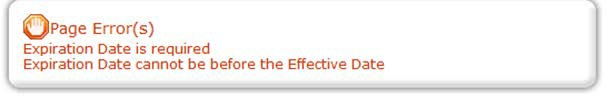 Page Error(s)
Expiration Date is required
Expiration Date cannot be before the Effective Date